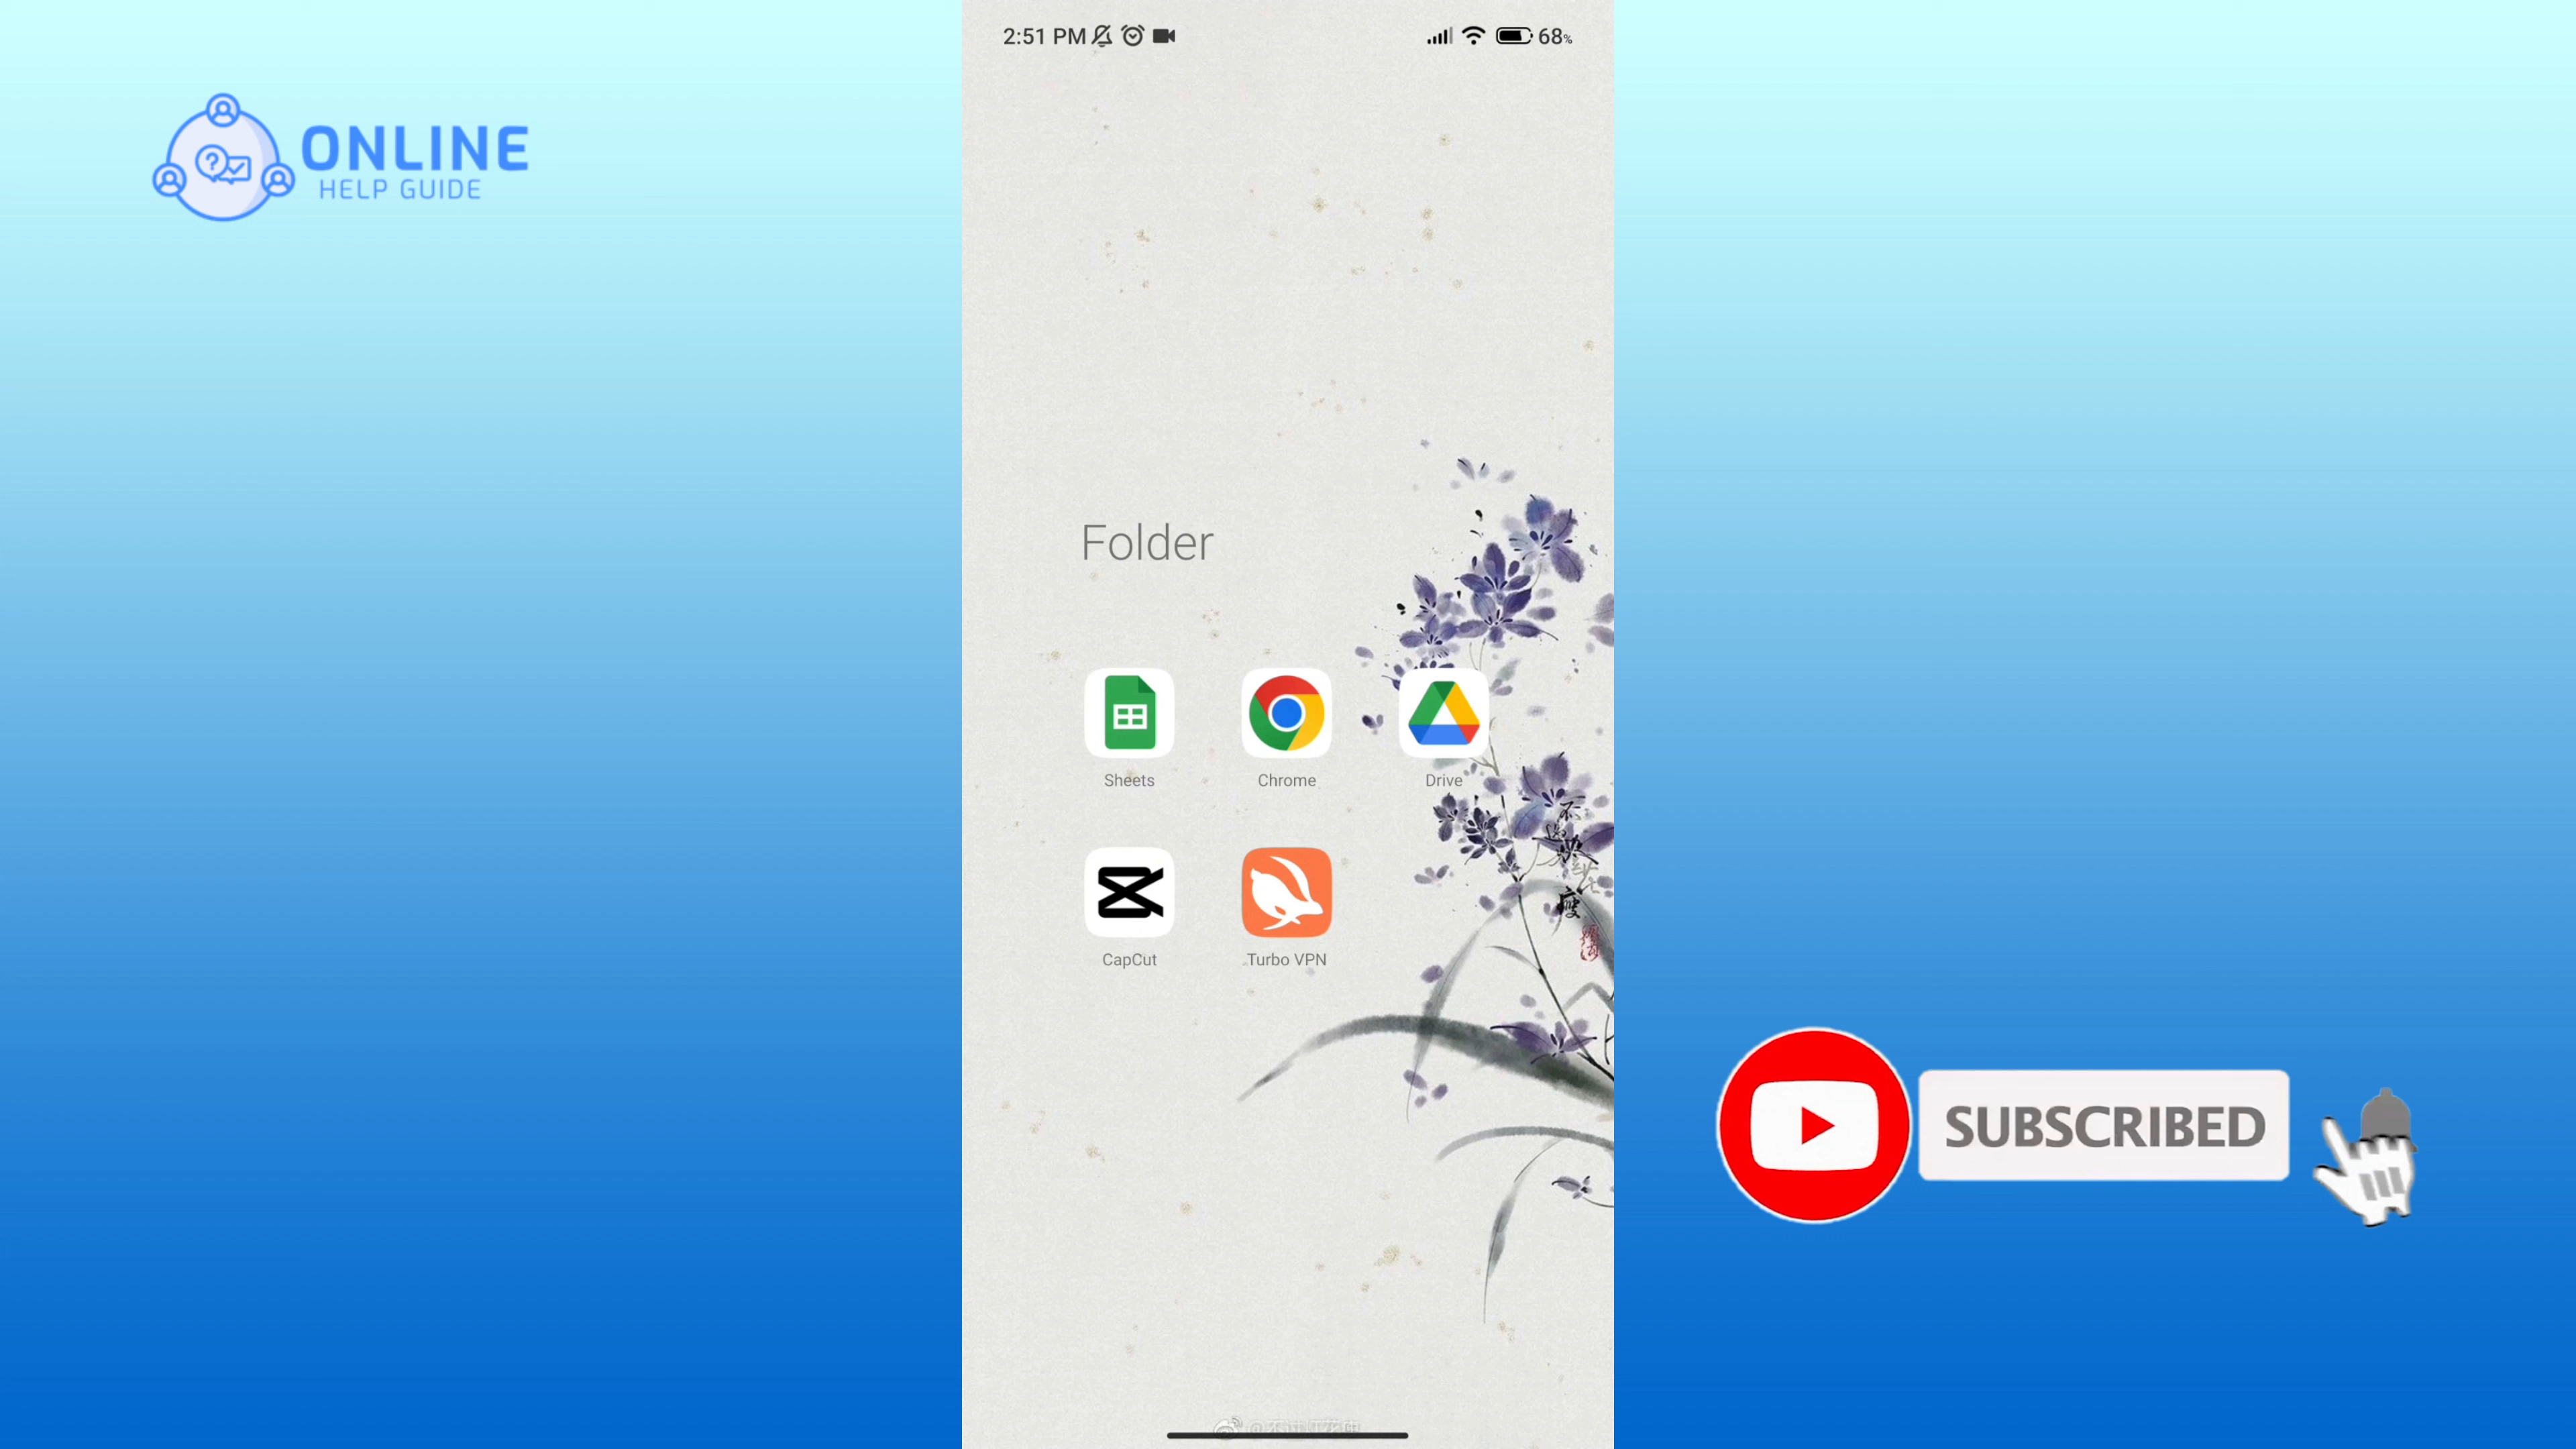 ONLINE
HELP GUIDE
2:51 PM
68%
Folder
Sheets
Chrome
Drive
CapCut
Turbo VPN
SUBSCRIBED